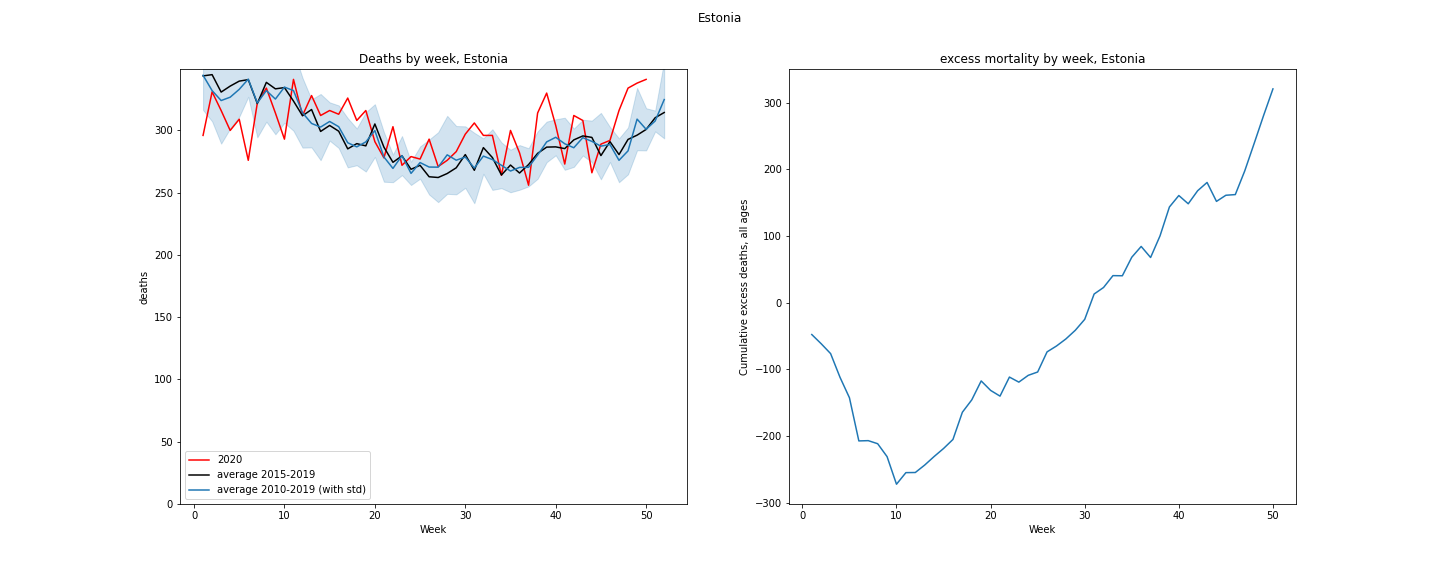 Estonia
Deaths by week, Estonia
deaths
300
250
200
150
100
50
0
2020
average 2015-2019
average 2010-2019 (with std)
0 10 20 30 40 50
Week
excess mortality by week, Estonia
Cumulative excess deaths, all ages
300
200
100
0
−100
−200
−300
0 10 20 30 40 50
Week